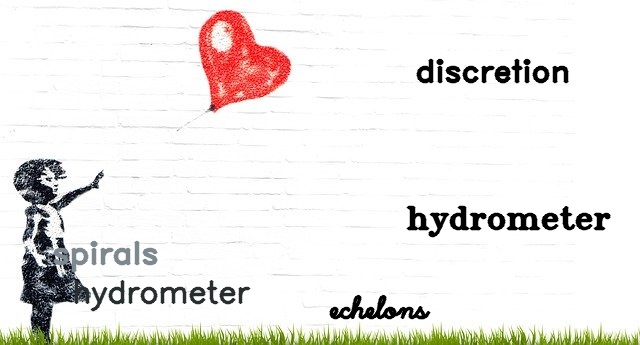 discretion
hydrometer
spirals
hydrometer
echelons